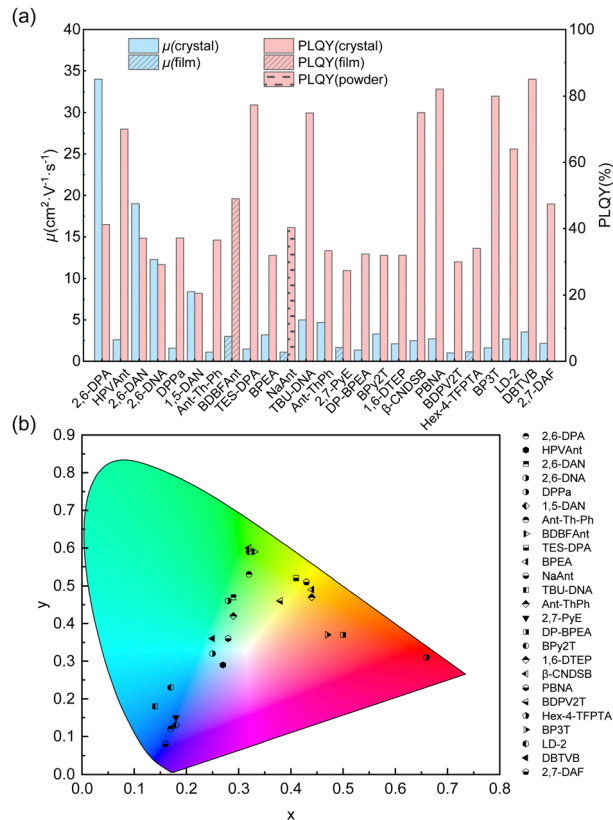 (a)
μ(crystal)
μ(film)
PLQY(crystal)
PLQY(film)
PLQY(powder)
40
35
30
25
20
15
10
5
0
μ(cm²·V⁻¹·s⁻¹)
100
80
60
40
20
0
PLQY(%)
2,6-DPA
HPVAnt
2,6-DAN
2,6-DNA
DPPa
1,5-DAN
Ant-Th-Ph
BDBFAnt
TES-DPA
BPEA
NaAnt
TBU-DNA
Ant-ThPh
2,7-PyE
DP-BPEA
BPy2T
1,6-DTEP
β-CNDSB
PBNA
BDPV2T
Hex-4-TFPTA
BP3T
LD-2
DBTVB
2,7-DAF
(b)
0.9
0.8
0.7
0.6
0.5
0.4
0.3
0.2
0.1
0.0
y
0.0 0.1 0.2 0.3 0.4 0.5 0.6 0.7 0.8
x
2,6-DPA
HPVAnt
2,6-DAN
2,6-DNA
DPPa
1,5-DAN
Ant-Th-Ph
BDBFAnt
TES-DPA
BPEA
NaAnt
TBU-DNA
Ant-ThPh
2,7-PyE
DP-BPEA
BPy2T
1,6-DTEP
β-CNDSB
PBNA
BDPV2T
Hex-4-TFPTA
BP3T
LD-2
DBTVB
2,7-DAF